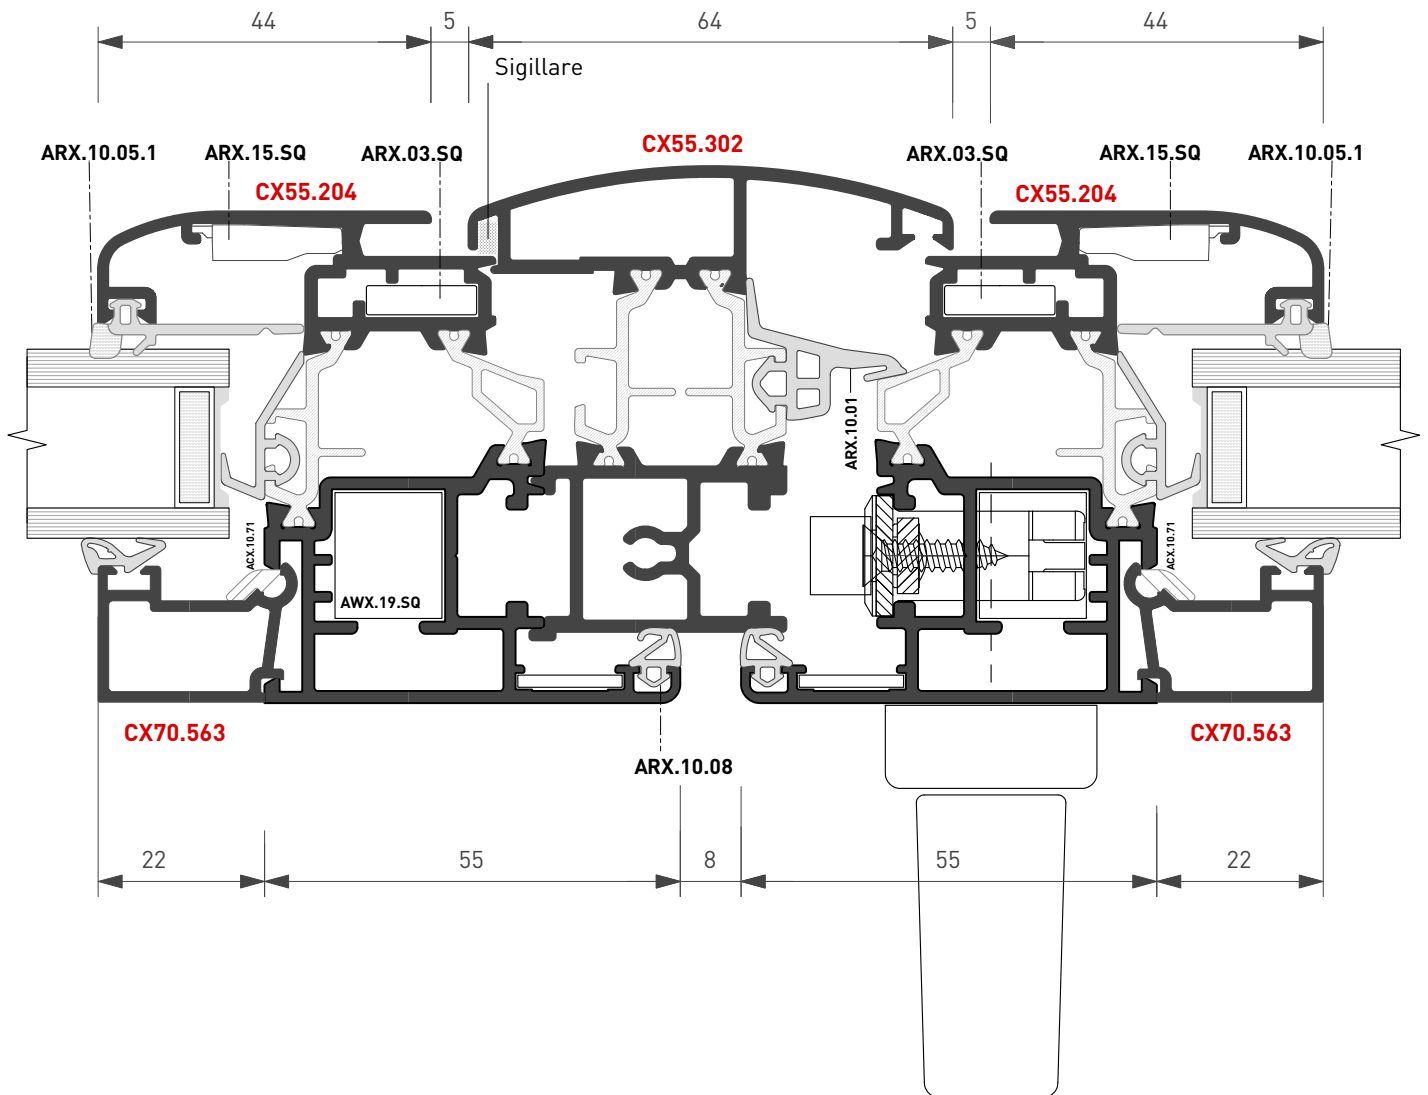 44 5 64 5 44
Sigillare
CX55.302
ARX.10.05.1 ARX.15.SQ ARX.03.SQ ARX.03.SQ ARX.15.SQ ARX.10.05.1
CX55.204 CX55.204
ARX.10.01
ACX.10.71 ACX.10.71
AWX.19.SQ
CX70.563 CX70.563
ARX.10.08
22 55 8 55 22